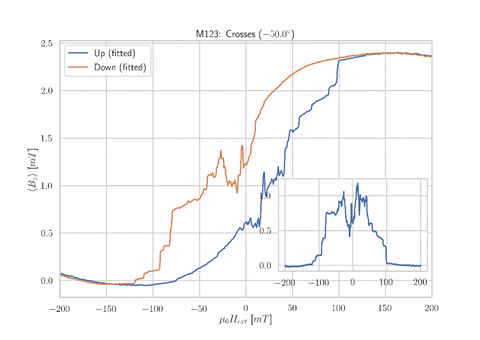 M123: Crosses (−50.0°)
Up (fitted)
Down (fitted)
⟨B_z⟩ [mT]
2.5
2.0
1.5
1.0
0.5
0.0
1.0
0.5
0.0
−200 −100 0 100 200
−200 −150 −100 −50 0 50 100 150 200
μ₀H_ext [mT]